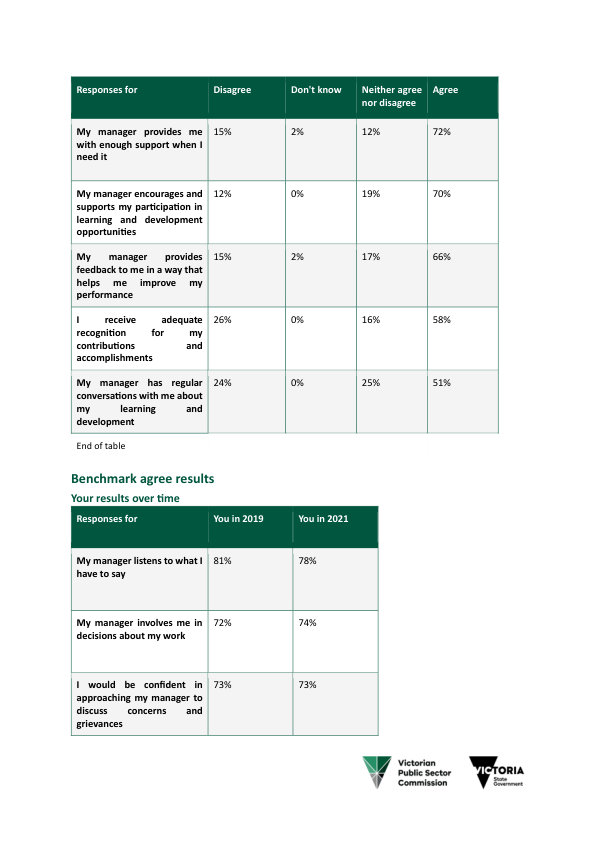 Responses for Disagree Don't know Neither agree Agree
nor disagree
My manager provides me 15% 2% 12% 72%
with enough support when I
need it
My manager encourages and 12% 0% 19% 70%
supports my participation in
learning and development
opportunities
My manager provides 15% 2% 17% 66%
feedback to me in a way that
helps me improve my
performance
I receive adequate 26% 0% 16% 58%
recognition for my
contributions and
accomplishments
My manager has regular 24% 0% 25% 51%
conversations with me about
my learning and
development
End of table
Benchmark agree results
Your results over time
Responses for You in 2019 You in 2021
My manager listens to what I 81% 78%
have to say
My manager involves me in 72% 74%
decisions about my work
I would be confident in 73% 73%
approaching my manager to
discuss concerns and
grievances
Victorian
Public Sector
Commission
VICTORIA
State
Government